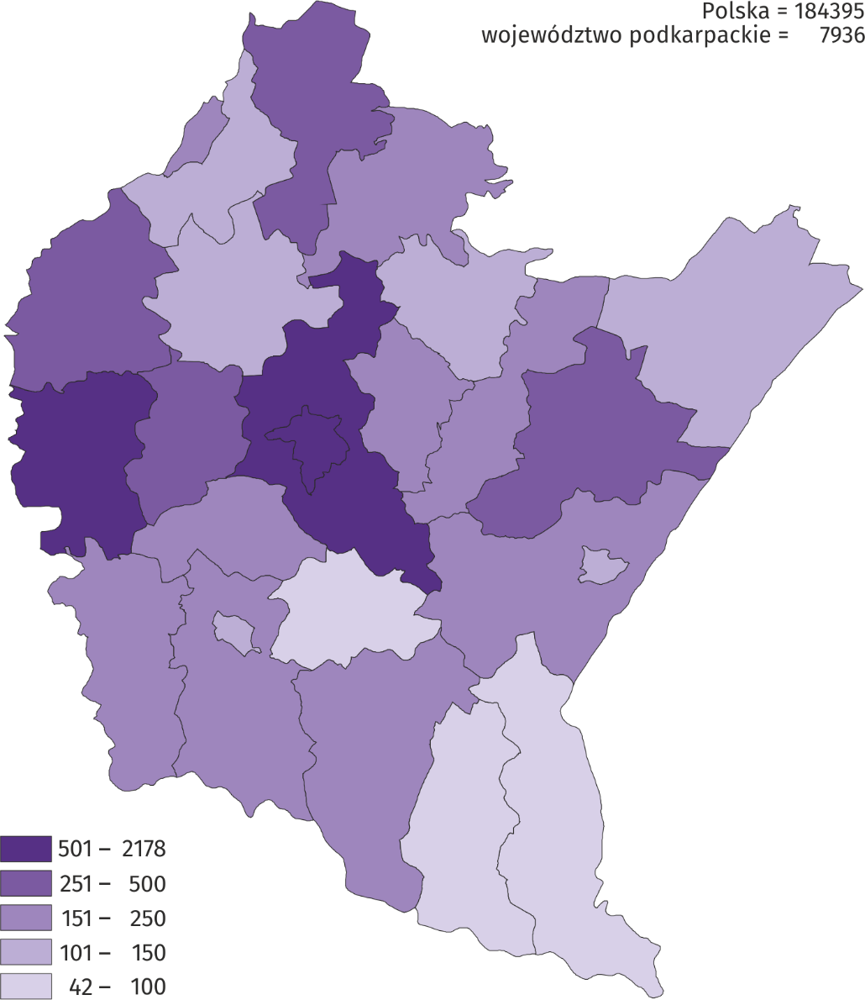 Polska = 184395
województwo podkarpackie = 7936
501 – 2178
251 – 500
151 – 250
101 – 150
42 – 100